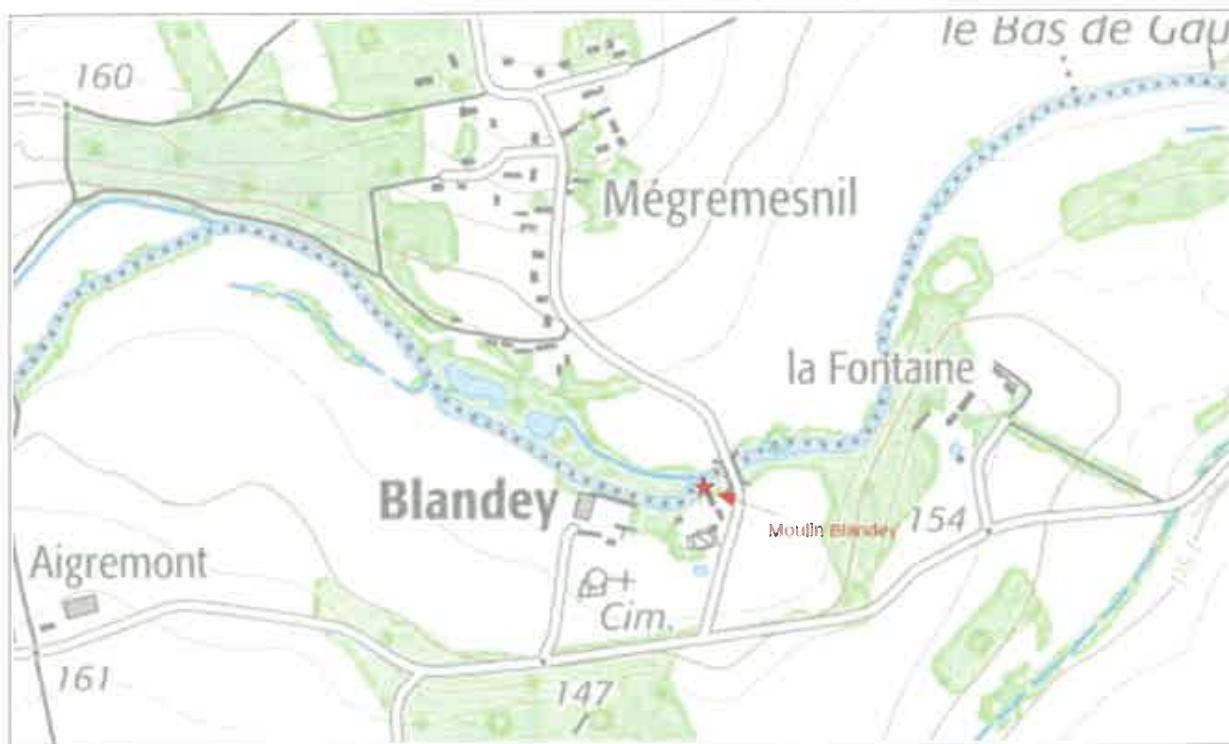 le Bas de Gau
160
Mégremesnil
la Fontaine
Blandey
Moulin Blandey
154
Aigremont
Cim.
161
147